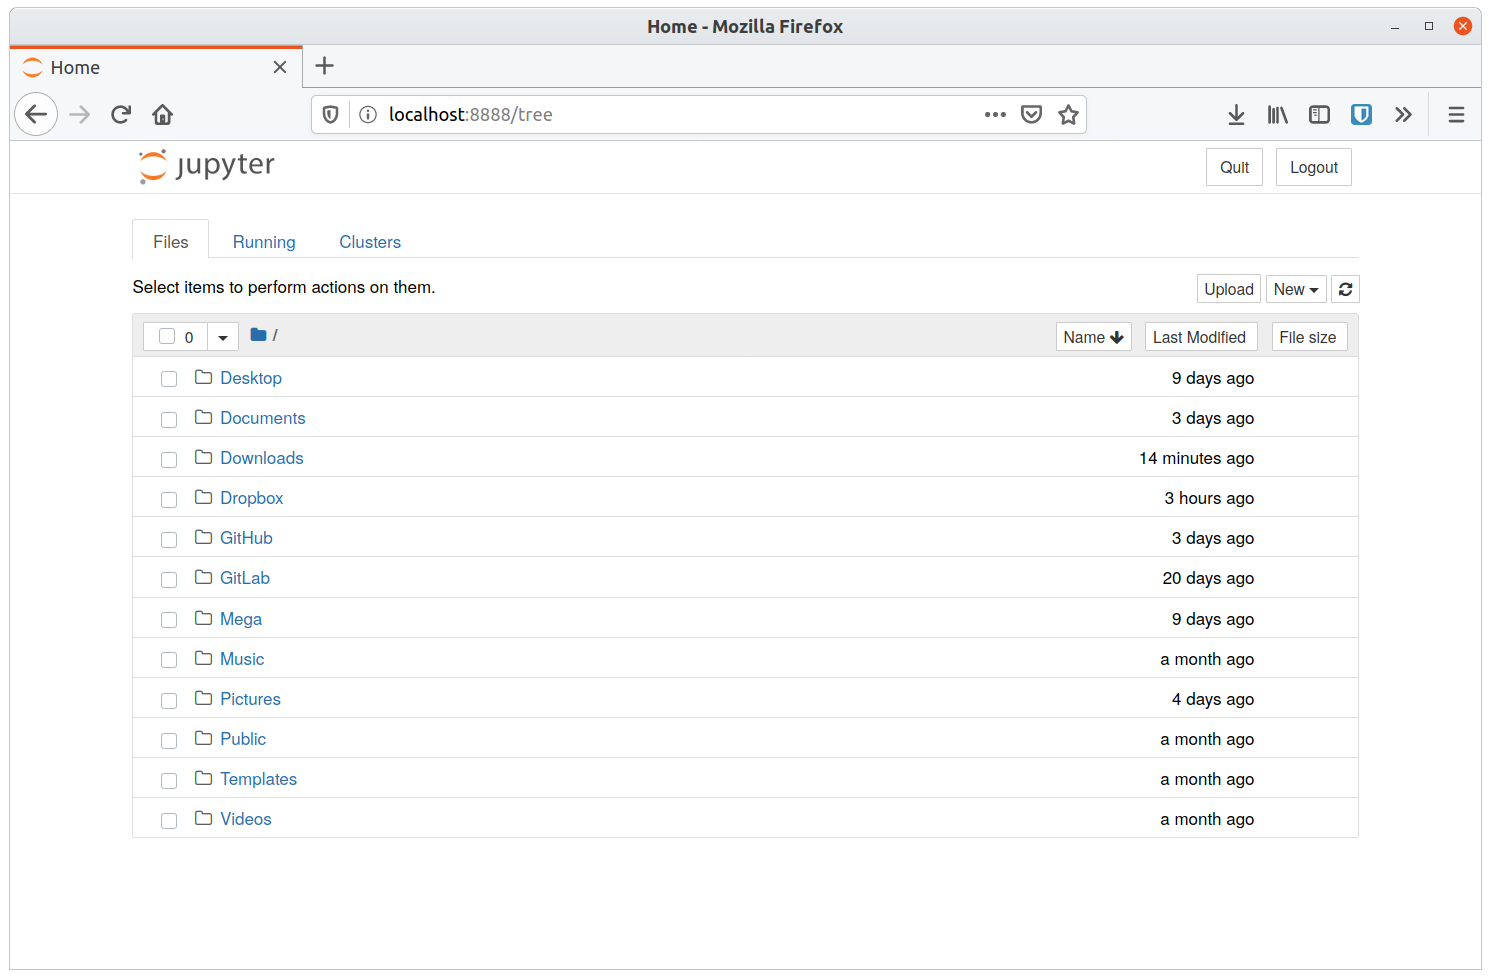 Home - Mozilla Firefox
Home
localhost:8888/tree
jupyter
Quit Logout
Files Running Clusters
Select items to perform actions on them.
Upload New
0 / Name Last Modified File size
Desktop 9 days ago
Documents 3 days ago
Downloads 14 minutes ago
Dropbox 3 hours ago
GitHub 3 days ago
GitLab 20 days ago
Mega 9 days ago
Music a month ago
Pictures 4 days ago
Public a month ago
Templates a month ago
Videos a month ago